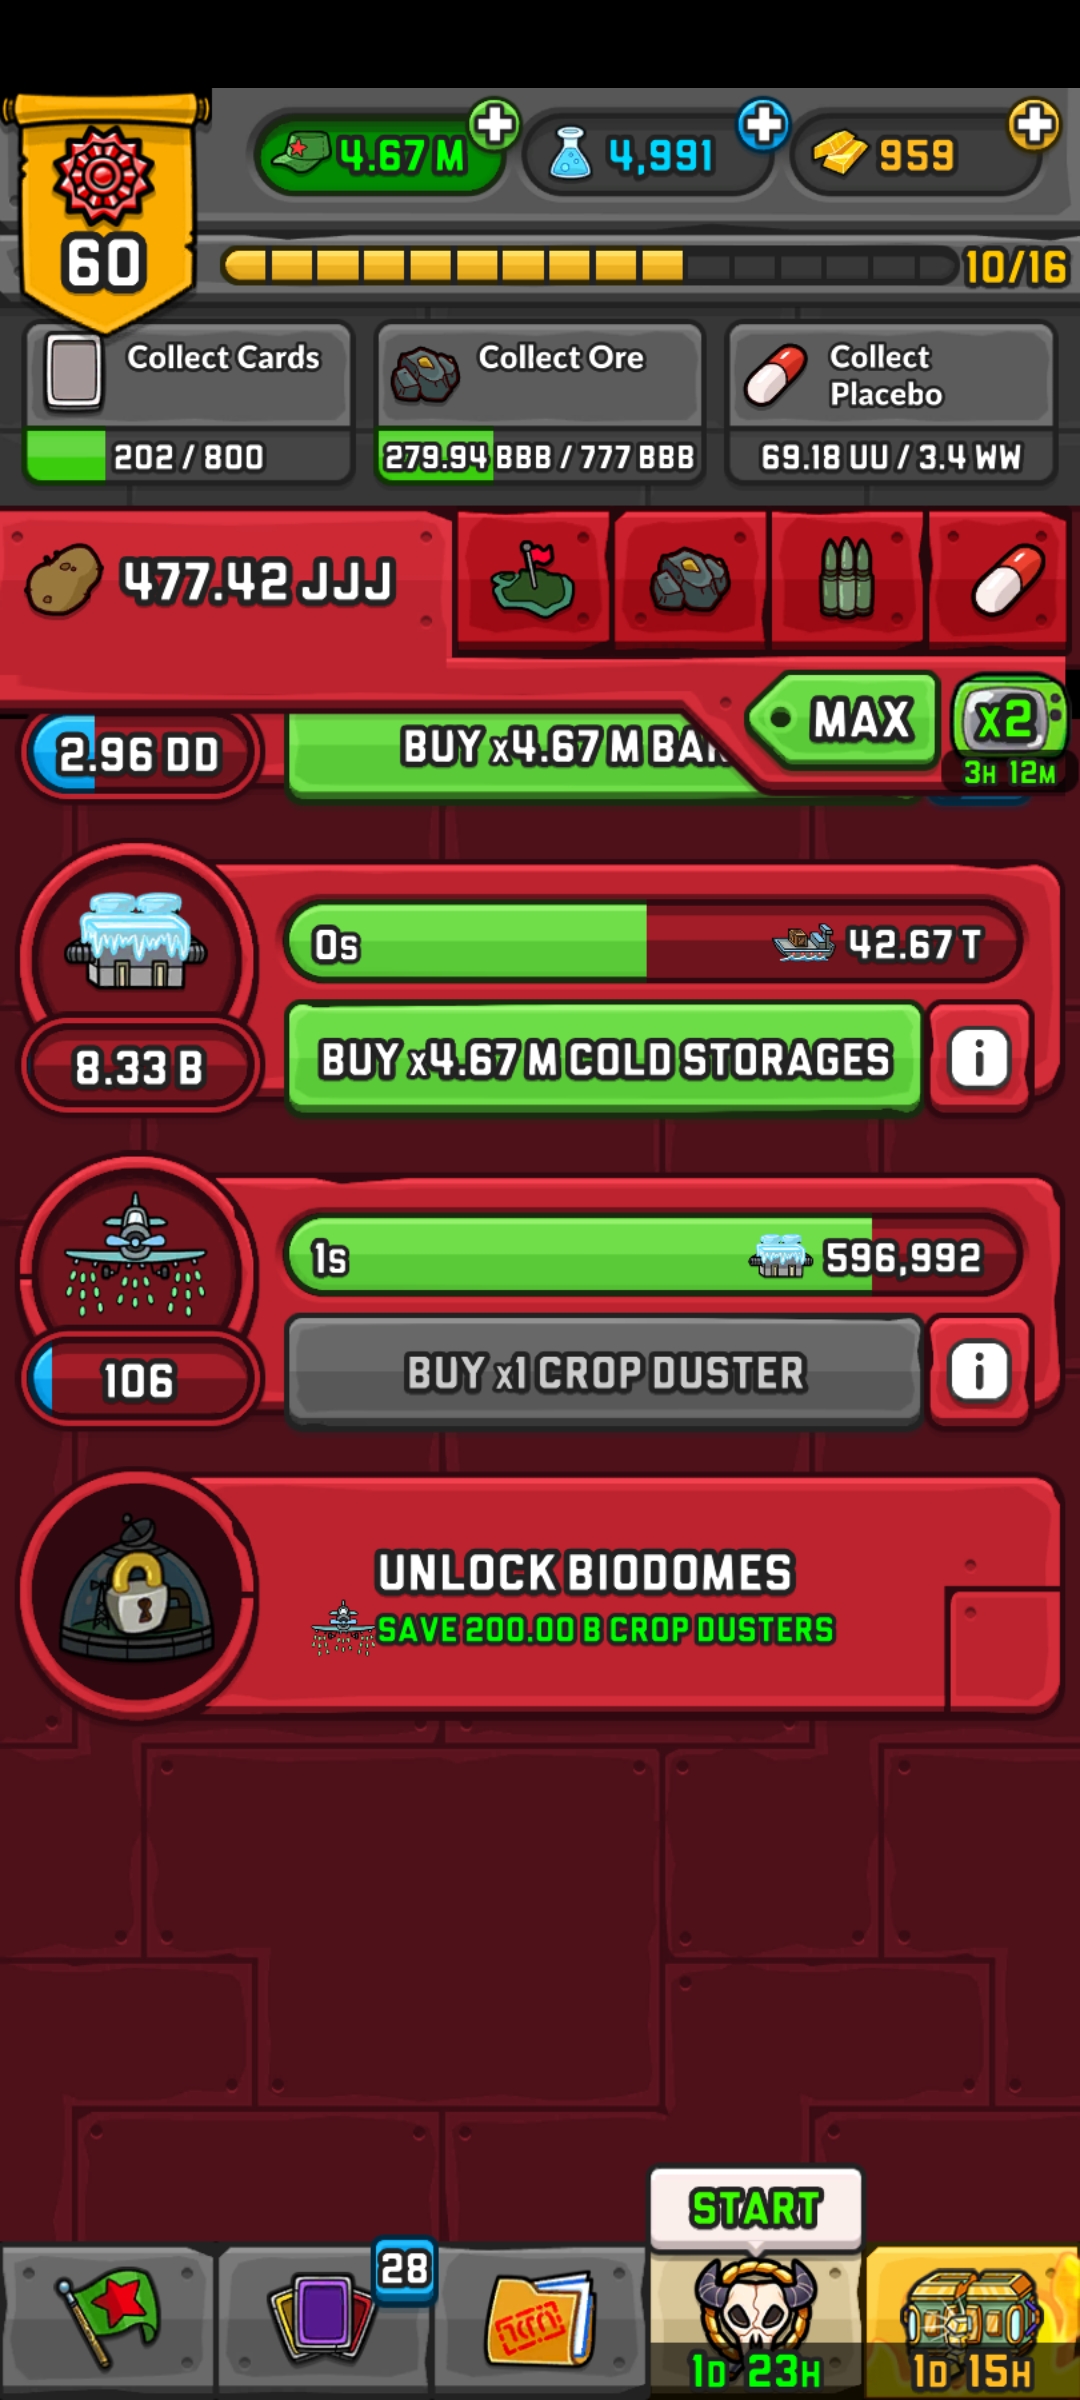 4.67 M
4,991
959
60
10/16
Collect Cards
202 / 800
Collect Ore
279.94 BBB / 777 BBB
Collect
Placebo
69.18 UU / 3.4 WW
477.42 JJJ
MAX
x2
3H 12M
2.96 DD
BUY x4.67 M
0s
42.67 T
8.33 B
BUY x4.67 M COLD STORAGES
i
1s
596,992
106
BUY x1 CROP DUSTER
i
UNLOCK BIODOMES
SAVE 200.00 B CROP DUSTERS
START
28
1D 23H
1D 15H